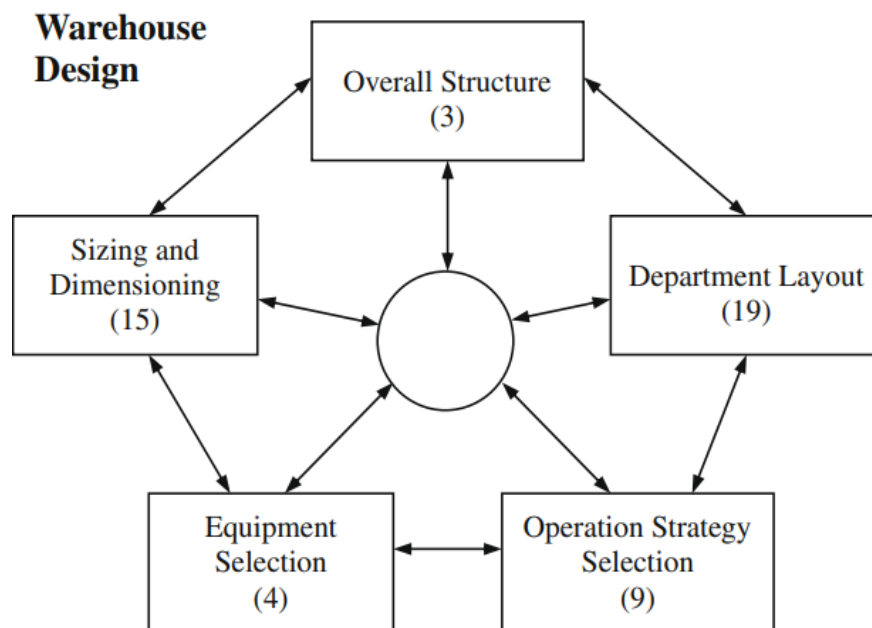 Warehouse
Design
Overall Structure
(3)
Sizing and
Dimensioning
(15)
Department Layout
(19)
Equipment
Selection
(4)
Operation Strategy
Selection
(9)